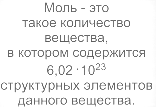 Моль - это
такое количество
вещества,
в котором содержится
6,02·10²³
структурных элементов
данного вещества.